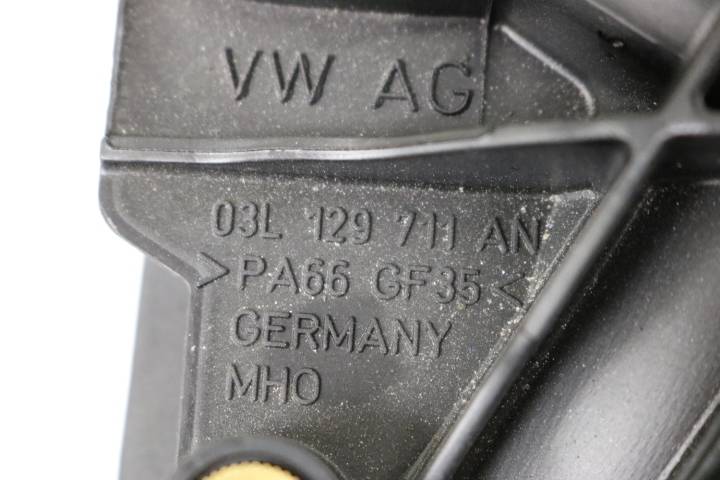 VW AG
03L 129 711 AN
>PA66 GF35<
GERMANY
MHO